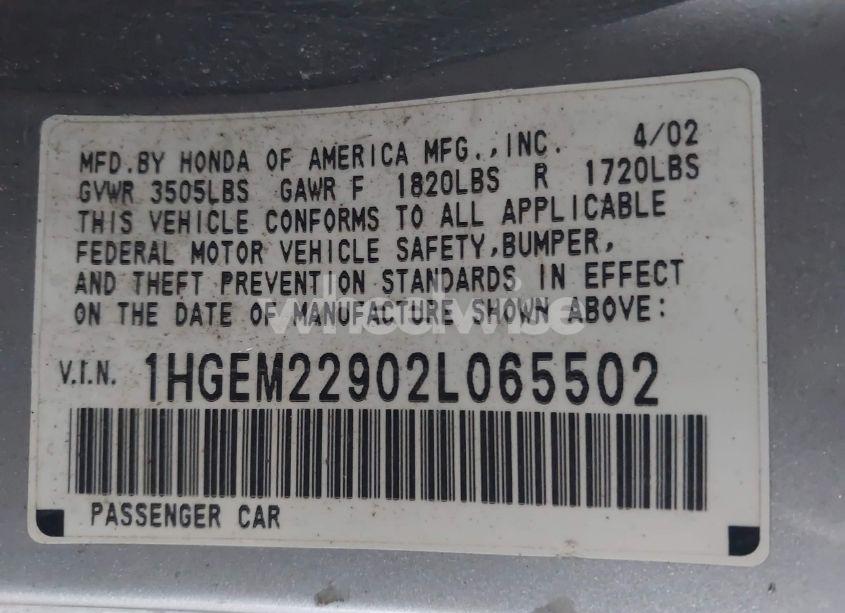 MFD.BY HONDA OF AMERICA MFG.,INC. 4/02
GVWR 3505LBS GAWR F 1820LBS R 1720LBS
THIS VEHICLE CONFORMS TO ALL APPLICABLE
FEDERAL MOTOR VEHICLE SAFETY,BUMPER,
AND THEFT PREVENTION STANDARDS IN EFFECT
ON THE DATE OF MANUFACTURE SHOWN ABOVE:
wheelwise
V.I.N. 1HGEM22902L065502
PASSENGER CAR